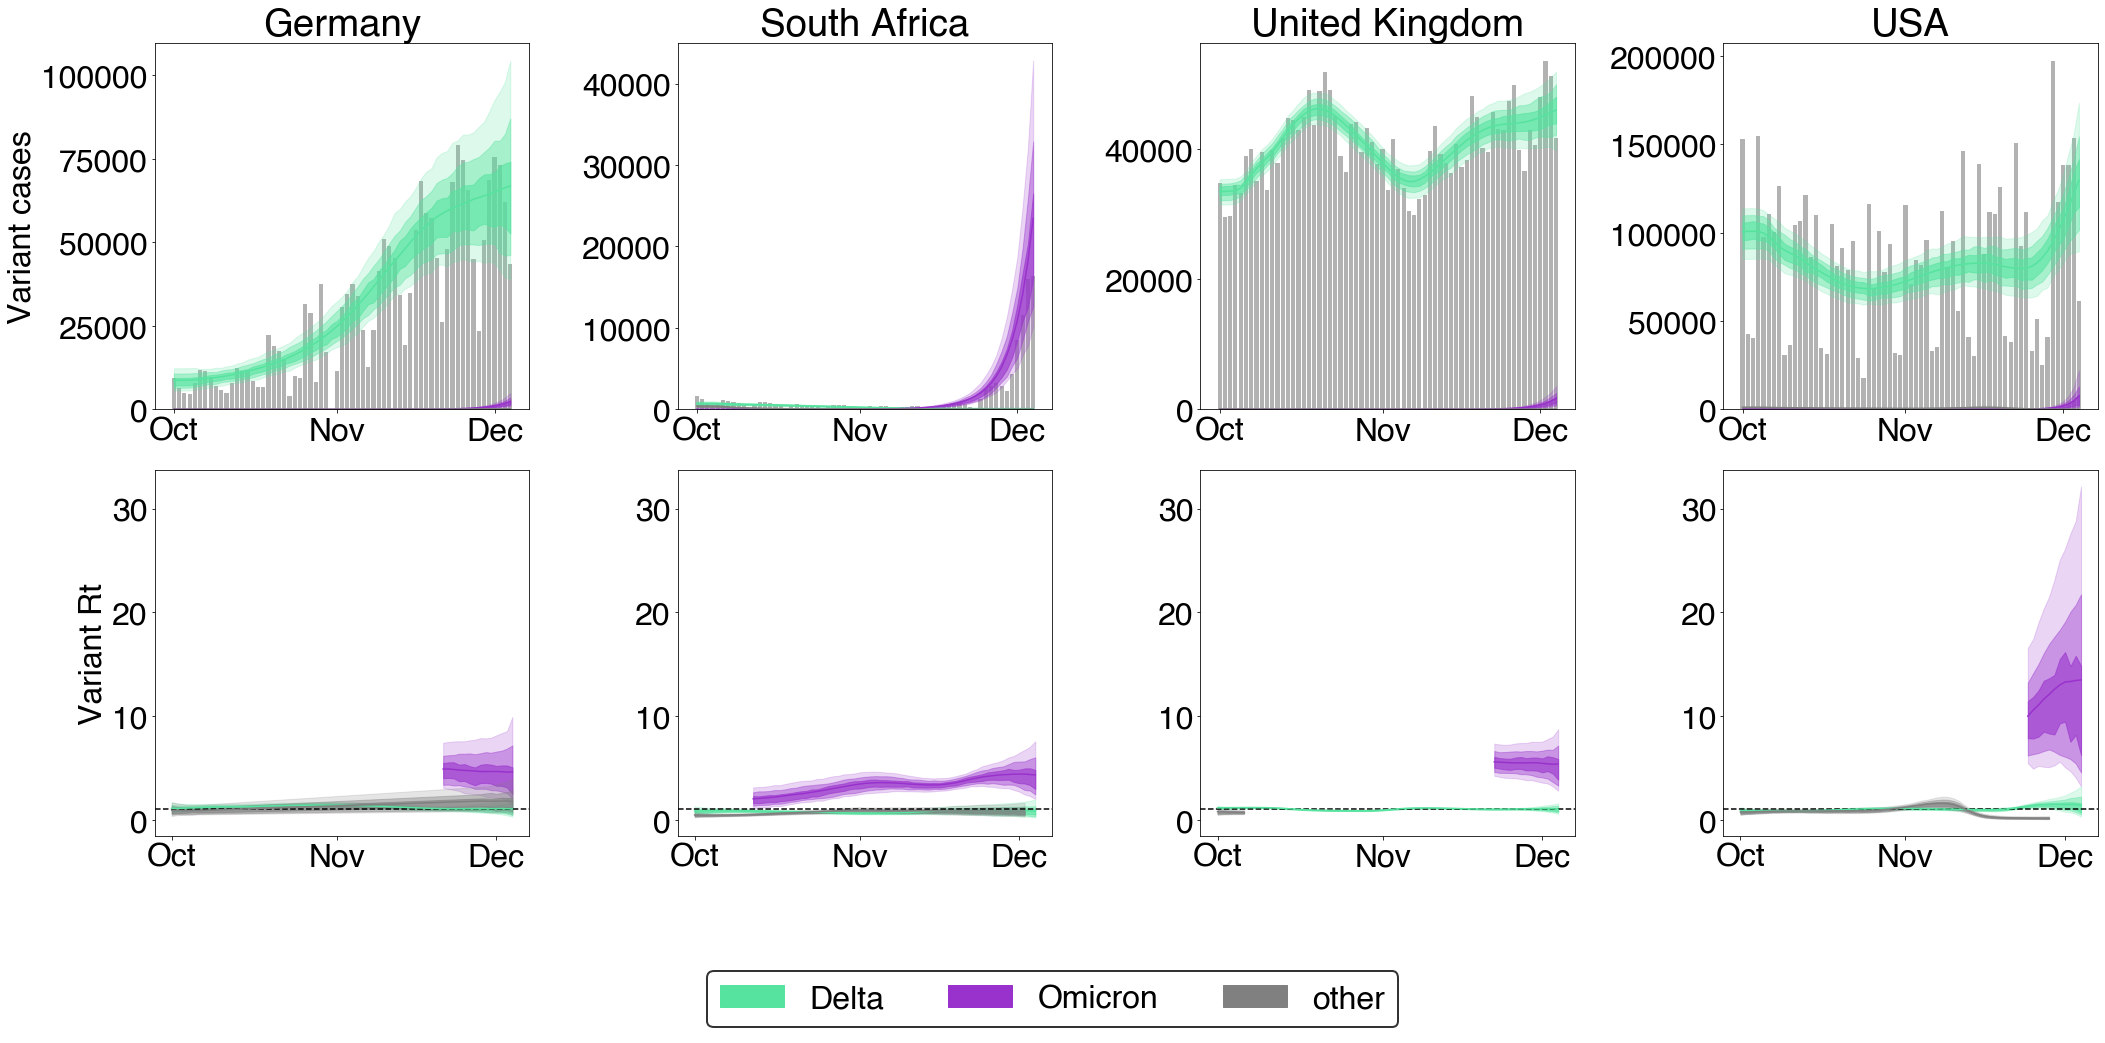 Germany
South Africa
United Kingdom
USA
Variant cases
100000
75000
50000
25000
0
Oct Nov Dec
40000
30000
20000
10000
0
Oct Nov Dec
40000
20000
0
Oct Nov Dec
200000
150000
100000
50000
0
Oct Nov Dec
Variant Rt
30
20
10
0
Oct Nov Dec
30
20
10
0
Oct Nov Dec
30
20
10
0
Oct Nov Dec
30
20
10
0
Oct Nov Dec
Delta Omicron other